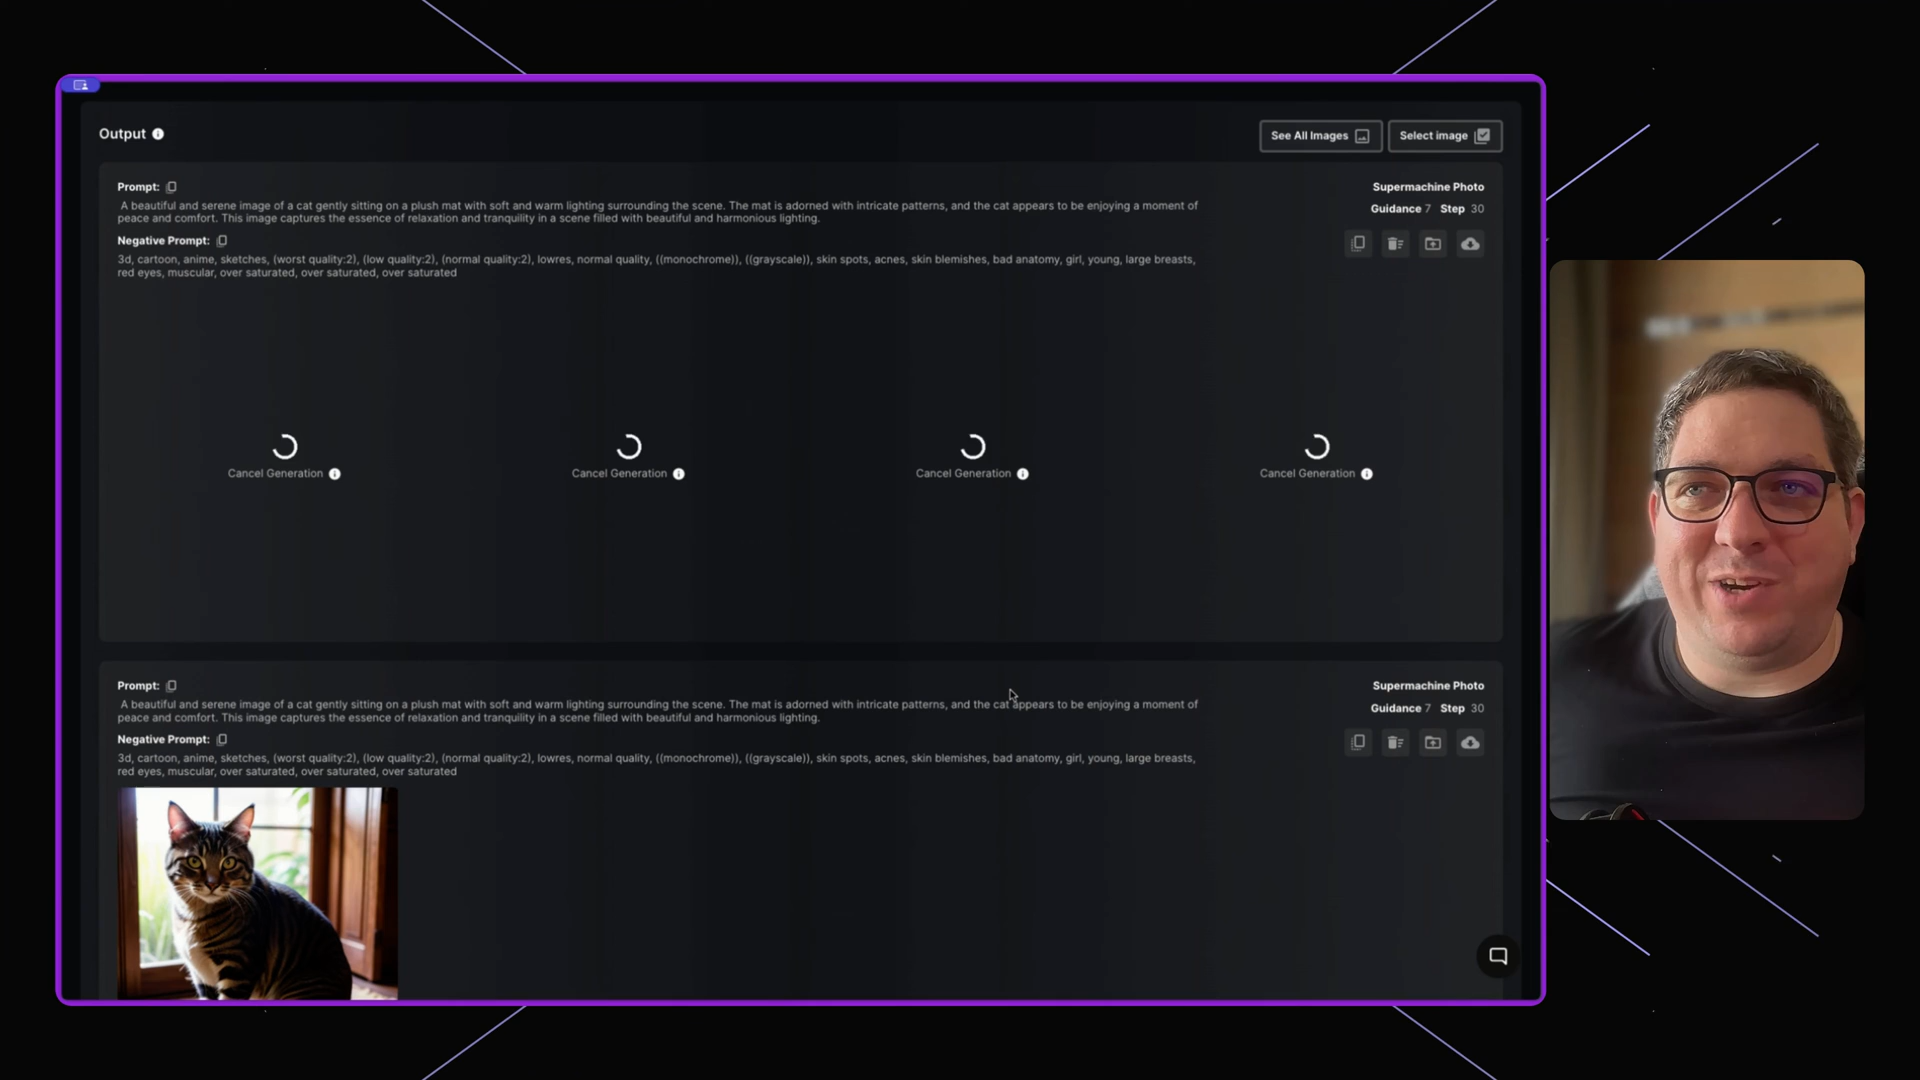 Output
See All Images
Select image
Prompt:
A beautiful and serene image of a cat gently sitting on a plush mat with soft and warm lighting surrounding the scene. The mat is adorned with intricate patterns, and the cat appears to be enjoying a moment of
peace and comfort. This image captures the essence of relaxation and tranquility in a scene filled with beautiful and harmonious lighting.
Supermachine Photo
Guidance 7 Step 30
Negative Prompt:
3d, cartoon, anime, sketches, (worst quality:2), (low quality:2), (normal quality:2), lowres, normal quality, ((monochrome)), ((grayscale)), skin spots, acnes, skin blemishes, bad anatomy, girl, young, large breasts,
red eyes, muscular, over saturated, over saturated, over saturated
Cancel Generation
Cancel Generation
Cancel Generation
Cancel Generation
Prompt:
A beautiful and serene image of a cat gently sitting on a plush mat with soft and warm lighting surrounding the scene. The mat is adorned with intricate patterns, and the cat appears to be enjoying a moment of
peace and comfort. This image captures the essence of relaxation and tranquility in a scene filled with beautiful and harmonious lighting.
Supermachine Photo
Guidance 7 Step 30
Negative Prompt:
3d, cartoon, anime, sketches, (worst quality:2), (low quality:2), (normal quality:2), lowres, normal quality, ((monochrome)), ((grayscale)), skin spots, acnes, skin blemishes, bad anatomy, girl, young, large breasts,
red eyes, muscular, over saturated, over saturated, over saturated